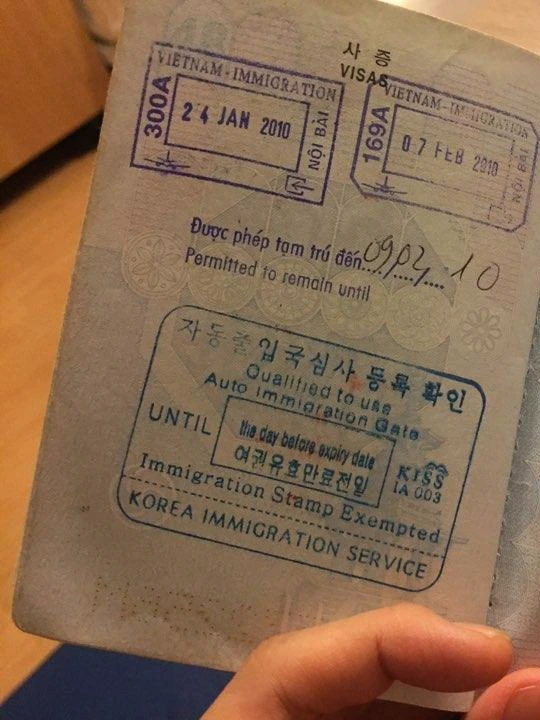 사 증
VISAS
VIETNAM-IMMIGRATION
300A
24 JAN 2010
NỘI BÀI
VIETNAM-IMMIGRATION
169A
07 FEB 2010
NỘI BÀI
Được phép tạm trú đến 09/02/10
Permitted to remain until
자동출입국심사 등록 확인
Qualified to use
Auto Immigration Gate
UNTIL
the day before expiry date
여권유효만료전일
KISS
IA 003
Immigration Stamp Exempted
KOREA IMMIGRATION SERVICE